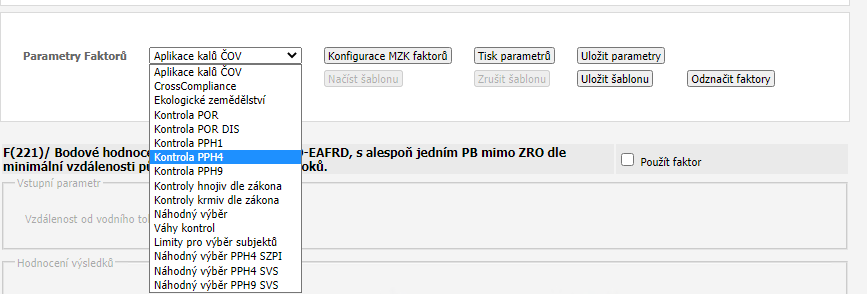 Parametry Faktorů
Aplikace kalů ČOV
Konfigurace MZK faktorů
Tisk parametrů
Uložit parametry
Načíst šablonu
Zrušit šablonu
Uložit šablonu
Odznačit faktory
Aplikace kalů ČOV
CrossCompliance
Ekologické zemědělství
Kontrola POR
Kontrola POR DIS
Kontrola PPH1
Kontrola PPH4
Kontrola PPH9
Kontroly hnojiv dle zákona
Kontroly krmiv dle zákona
Náhodný výběr
Váhy kontrol
Limity pro výběr subjektů
Náhodný výběr PPH4 SZPI
Náhodný výběr PPH4 SVS
Náhodný výběr PPH9 SVS
F(221)/ Bodové -EAFRD, s alespoň jedním PB mimo ZRO dle
minimální vzdálenosti
Použít faktor
Vstupní parametr
Vzdálenost od vodního
Hodnocení výsledků